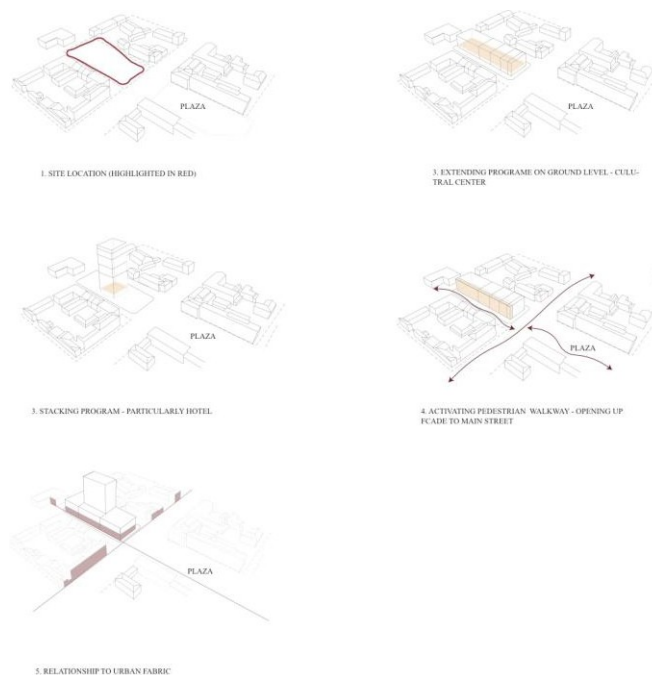 PLAZA
1. SITE LOCATION (HIGHLIGHTED IN RED)
PLAZA
3. EXTENDING PROGRAME ON GROUND LEVEL - CULU-
TRAL CENTER
PLAZA
3. STACKING PROGRAM - PARTICULARLY HOTEL
PLAZA
4. ACTIVATING PEDESTRIAN WALKWAY - OPENING UP
FCADE TO MAIN STREET
PLAZA
5. RELATIONSHIP TO URBAN FABRIC